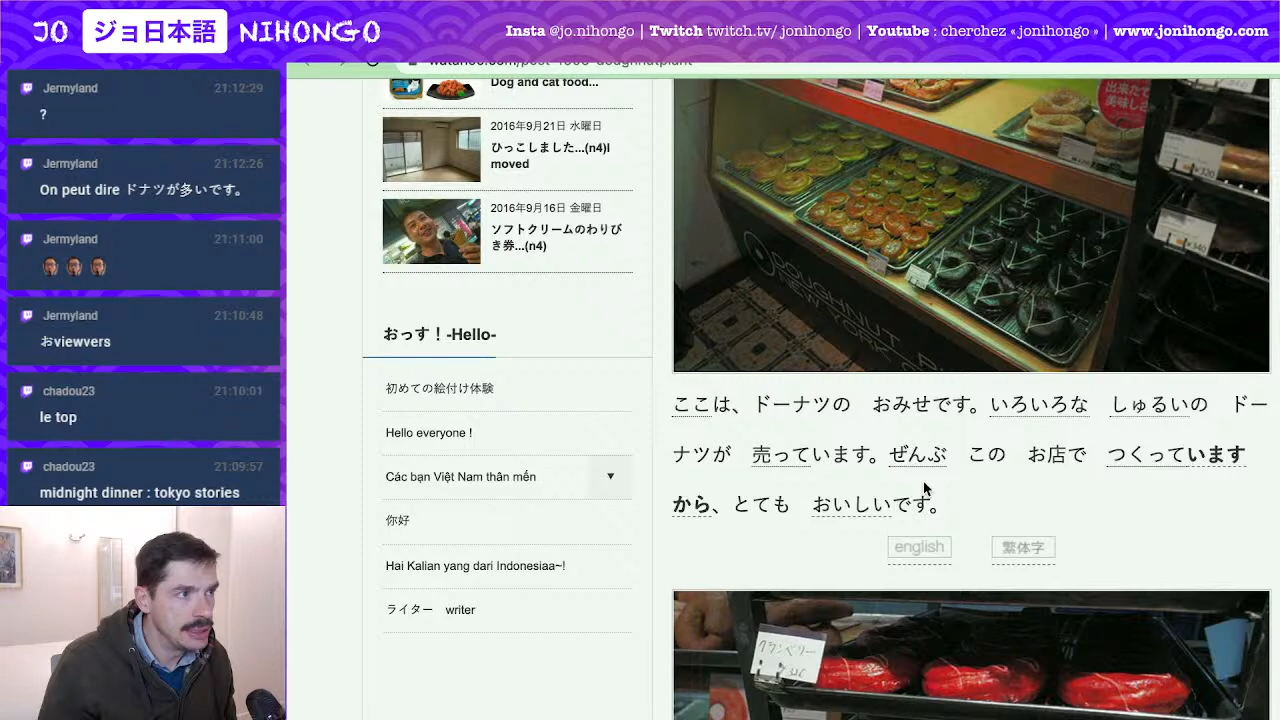 JO ジョ日本語 NIHONGO
Insta @jo.nihongo | Twitch twitch.tv/ jonihongo | Youtube : cherchez « jonihongo » | www.jonihongo.com
Jermyland 21:12:29
?
Jermyland 21:12:26
On peut dire ドナツが多いです。
Jermyland 21:11:00
Jermyland 21:10:48
おviewvers
chadou23 21:10:01
le top
chadou23 21:09:57
midnight dinner : tokyo stories
Dog and cat food...
2016年9月21日 水曜日
ひっこしました...(n4)I
moved
2016年9月16日 金曜日
ソフトクリームのわりび
き券...(n4)
おっす！-Hello-
初めての絵付け体験
Hello everyone !
Các bạn Việt Nam thân mến
你好
Hai Kalian yang dari Indonesiaa~!
ライター　writer
DOUGHNUT
NEW YORK
ここは、ドーナツの　おみせです。いろいろな　しゅるいの　ドー
ナツが　売っています。ぜんぶ　この　お店で　つくっています
から、とても　おいしいです。
english 繁体字
クランベリー